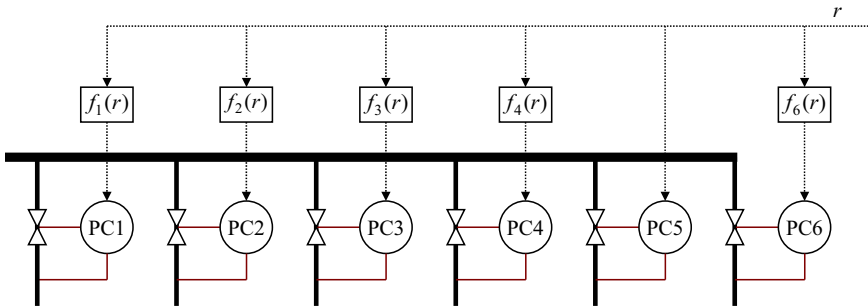 r
f₁(r) f₂(r) f₃(r) f₄(r) f₆(r)
PC1 PC2 PC3 PC4 PC5 PC6